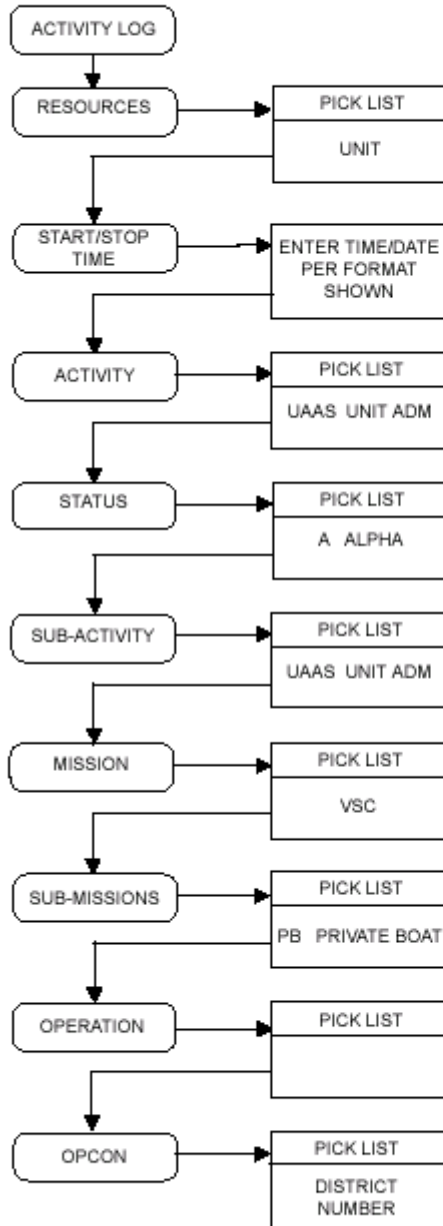 ACTIVITY LOG
RESOURCES
PICK LIST
UNIT
START/STOP
TIME
ENTER TIME/DATE
PER FORMAT
SHOWN
ACTIVITY
PICK LIST
UAAS UNIT ADM
STATUS
PICK LIST
A ALPHA
SUB-ACTIVITY
PICK LIST
UAAS UNIT ADM
MISSION
PICK LIST
VSC
SUB-MISSIONS
PICK LIST
PB PRIVATE BOAT
OPERATION
PICK LIST
OPCON
PICK LIST
DISTRICT
NUMBER